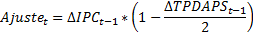 Ajuste_t = ΔIPC_{t−1} * (1 − ΔTPDAPS_{t−1} / 2)